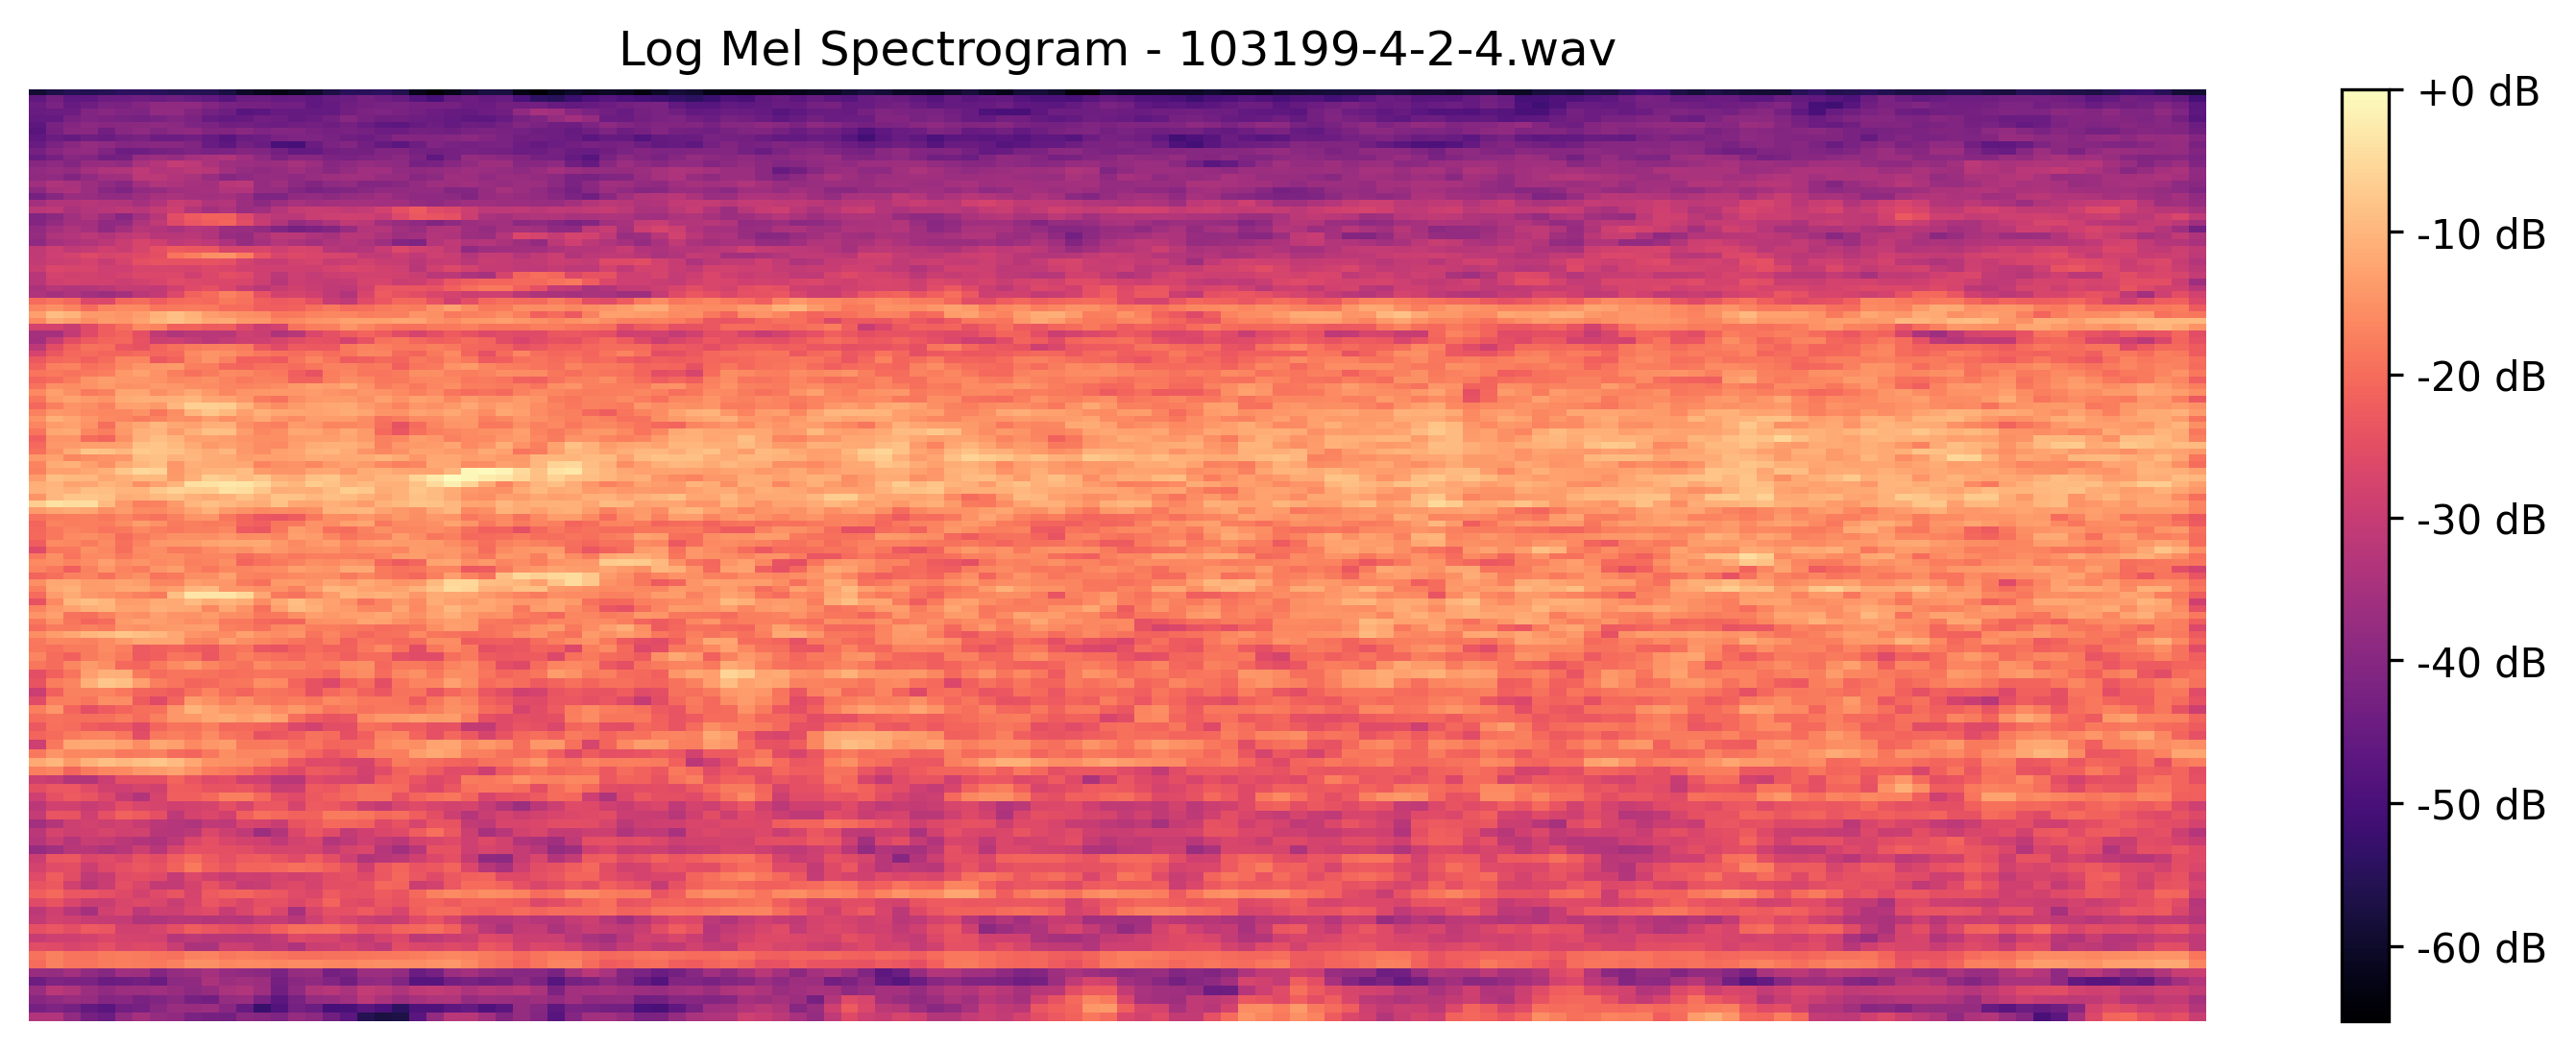 Log Mel Spectrogram - 103199-4-2-4.wav
+0 dB
-10 dB
-20 dB
-30 dB
-40 dB
-50 dB
-60 dB